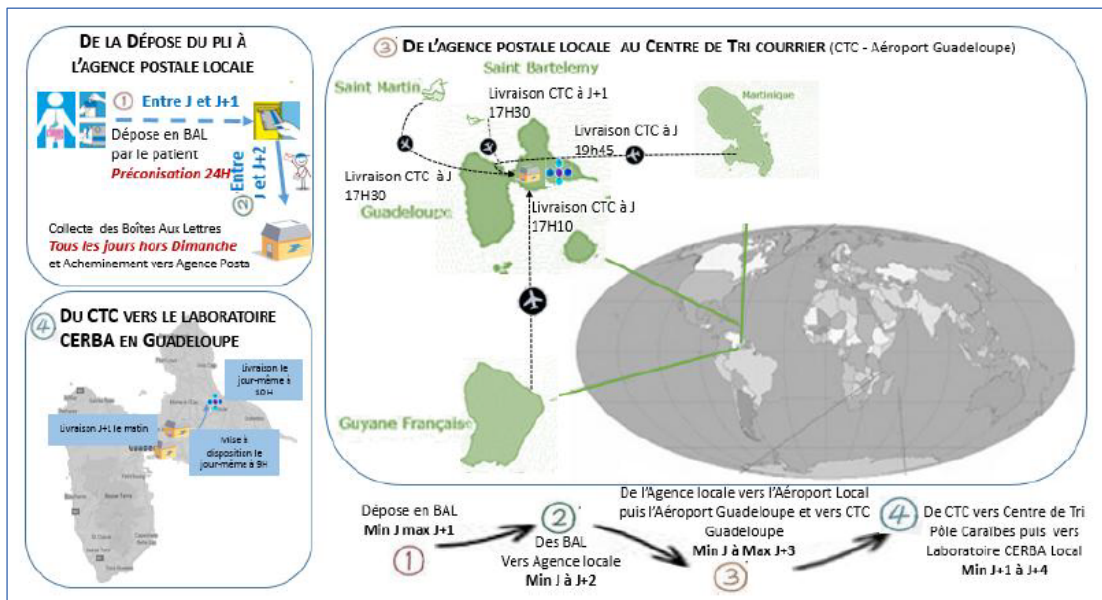 DE LA DÉPOSE DU PLI À
L'AGENCE POSTALE LOCALE
① Entre J et J+1
Dépose en BAL
par le patient
Préconisation 24H
② Entre
J et J+2
Collecte des Boîtes Aux Lettres
Tous les jours hors Dimanche
et Acheminement vers Agence Posta
③ DE L'AGENCE POSTALE LOCALE AU CENTRE DE TRI COURRIER (CTC - Aéroport Guadeloupe)
Saint Bartelemy
Saint Martin
Livraison CTC à J+1
17H30
Martinique
Livraison CTC à J
19h45
Livraison CTC à J
17H30
Guadeloupe
Livraison CTC à J
17H10
Guyane Française
④ DU CTC VERS LE LABORATOIRE
CERBA EN GUADELOUPE
Livraison le
jour-même à
Livraison J+1 le matin
Mise à
disposition le
jour-même à 9H
Dépose en BAL
Min J max J+1
①
②
Des BAL
Vers Agence locale
Min J à J+2
De l'Agence locale vers l'Aéroport Local
puis l'Aéroport Guadeloupe et vers CTC
Guadeloupe
Min J à Max J+3
③
④
De CTC vers Centre de Tri
Pôle Caraïbes puis vers
Laboratoire CERBA Local
Min J+1 à J+4